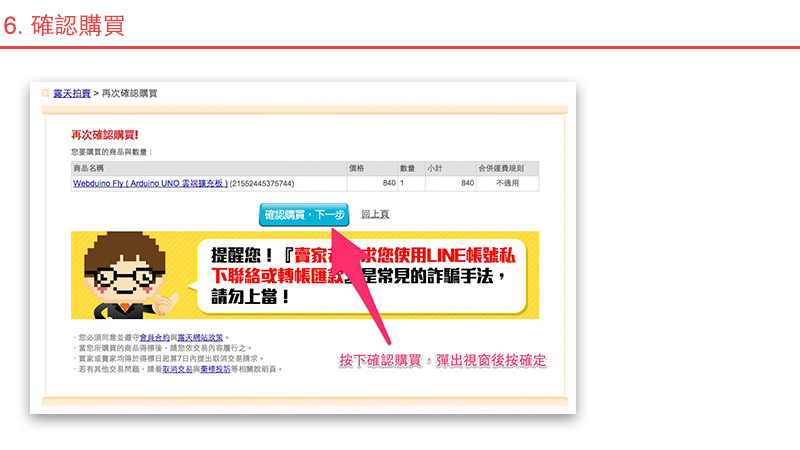 6. 確認購買
露天拍賣 > 再次確認購買
再次確認購買!
您要購買的商品與數量：
商品名稱 價格 數量 小計 合併運費規則
Webduino Fly ( Arduino UNO 雲端擴充板 ) (21552445375744) 840 1 840 不適用
確認購買，下一步 回上頁
提醒您！『賣家 求您使用LINE帳號私
下聯絡或轉帳匯款』是常見的詐騙手法，
請勿上當！
· 您必須同意並遵守會員合約與露天網站政策。
· 當您所購買的商品得標後，請您依交易內容履行之。
· 買家或賣家均得於得標日起算7日內提出取消交易請求。
· 若有其他交易問題，請看取消交易與棄標投訴等相關說明頁。
按下確認購買，彈出視窗後按確定